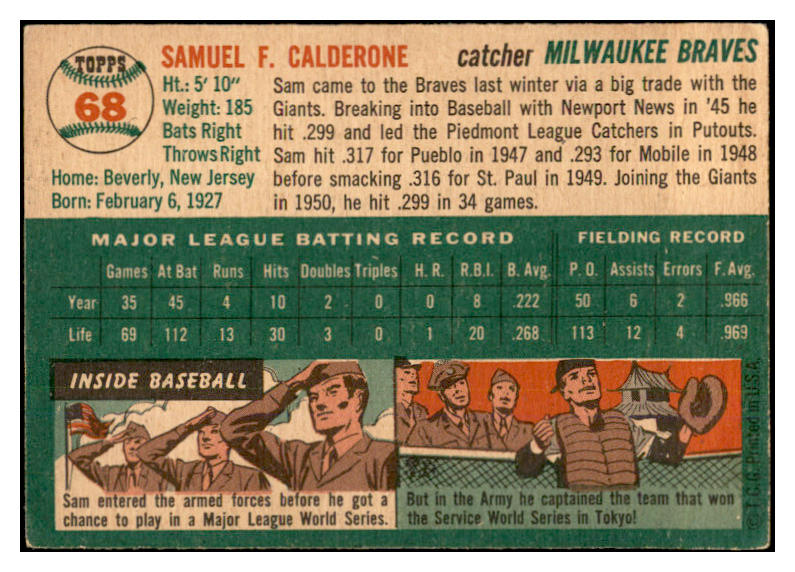 TOPPS
68
SAMUEL F. CALDERONE catcher MILWAUKEE BRAVES
Ht.: 5' 10"
Weight: 185
Bats Right
Throws Right
Home: Beverly, New Jersey
Born: February 6, 1927
Sam came to the Braves last winter via a big trade with the
Giants. Breaking into Baseball with Newport News in '45 he
hit .299 and led the Piedmont League Catchers in Putouts.
Sam hit .317 for Pueblo in 1947 and .293 for Mobile in 1948
before smacking .316 for St. Paul in 1949. Joining the Giants
in 1950, he hit .299 in 34 games.
MAJOR LEAGUE BATTING RECORD FIELDING RECORD
Games At Bat Runs Hits Doubles Triples H. R. R.B.I. B. Avg. P. O. Assists Errors F. Avg.
Year 35 45 4 10 2 0 0 8 .222 50 6 2 .966
Life 69 112 13 30 3 0 1 20 .268 113 12 4 .969
INSIDE BASEBALL
Sam entered the armed forces before he got a
chance to play in a Major League World Series.
But in the Army he captained the team that won
the Service World Series in Tokyo!
© T.C.G. Printed in U.S.A.